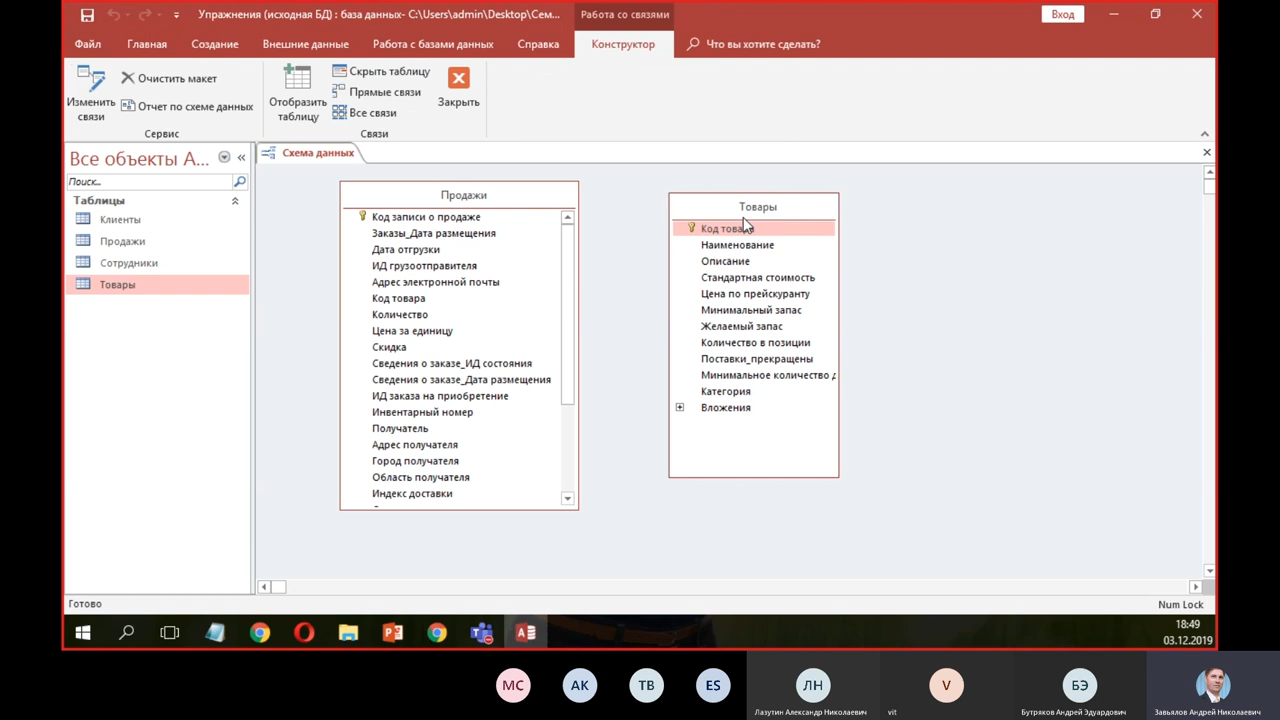 Упражнения (исходная БД) : база данных- C:\Users\admin\Desktop\Сем...
Работа со связями
Вход
Файл
Главная
Создание
Внешние данные
Работа с базами данных
Справка
Конструктор
Что вы хотите сделать?
Изменить связи
Очистить макет
Отчет по схеме данных
Сервис
Отобразить таблицу
Скрыть таблицу
Прямые связи
Все связи
Связи
Закрыть
Все объекты A...
Поиск...
Таблицы
Клиенты
Продажи
Сотрудники
Товары
Схема данных
Продажи
Код записи о продаже
Заказы_Дата размещения
Дата отгрузки
ИД грузоотправителя
Адрес электронной почты
Код товара
Количество
Цена за единицу
Скидка
Сведения о заказе_ИД состояния
Сведения о заказе_Дата размещения
ИД заказа на приобретение
Инвентарный номер
Получатель
Адрес получателя
Город получателя
Область получателя
Индекс доставки
Товары
Код товара
Наименование
Описание
Стандартная стоимость
Цена по прейскуранту
Минимальный запас
Желаемый запас
Количество в позиции
Поставки_прекращены
Минимальное количество д
Категория
Вложения
Готово
Num Lock
18:49
03.12.2019
МС
АК
ТВ
ES
ЛН
Лазутин Александр Николаевич
V
vit
БЭ
Бутряков Андрей Эдуардович
Завьялов Андрей Николаевич